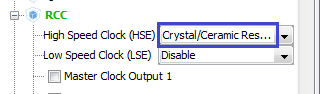 RCC
High Speed Clock (HSE) Crystal/Ceramic Res...
Low Speed Clock (LSE) Disable
Master Clock Output 1